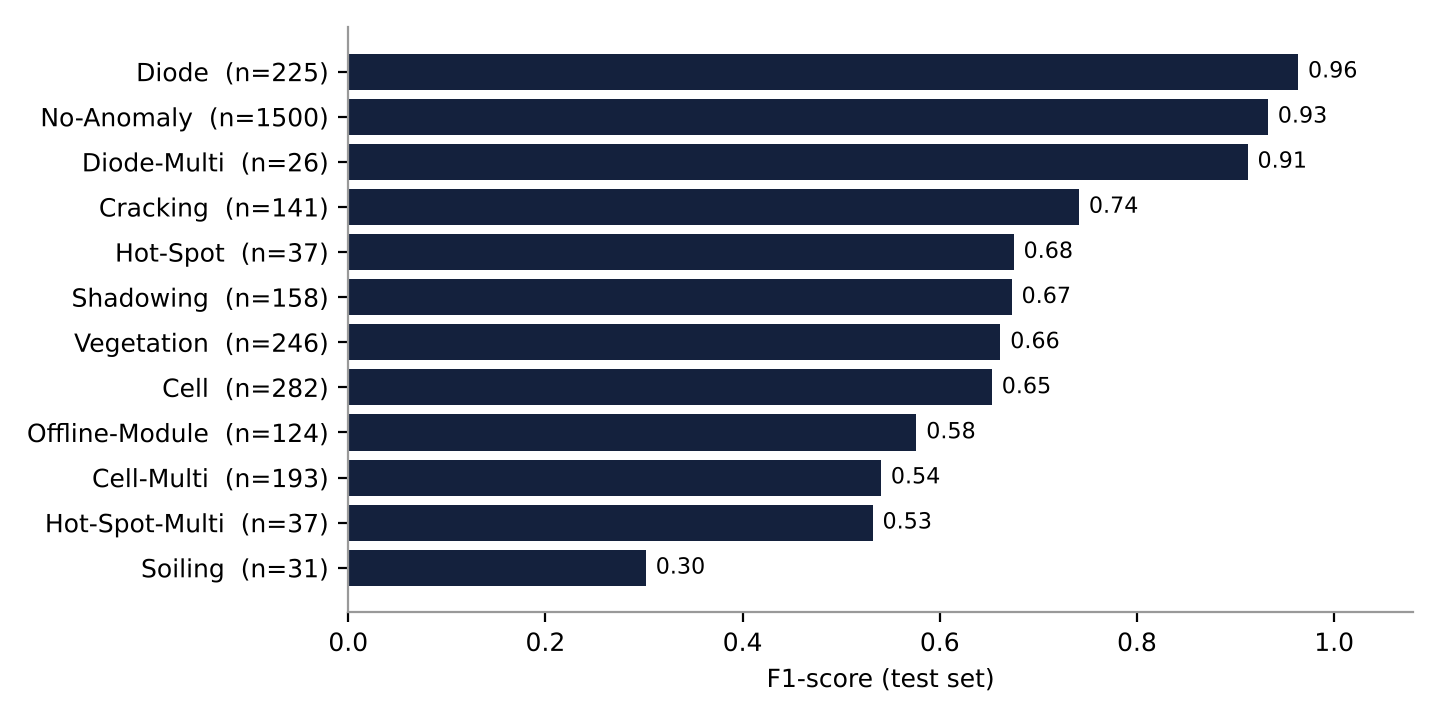 Diode (n=225) 0.96
No-Anomaly (n=1500) 0.93
Diode-Multi (n=26) 0.91
Cracking (n=141) 0.74
Hot-Spot (n=37) 0.68
Shadowing (n=158) 0.67
Vegetation (n=246) 0.66
Cell (n=282) 0.65
Offline-Module (n=124) 0.58
Cell-Multi (n=193) 0.54
Hot-Spot-Multi (n=37) 0.53
Soiling (n=31) 0.30
0.0 0.2 0.4 0.6 0.8 1.0
F1-score (test set)